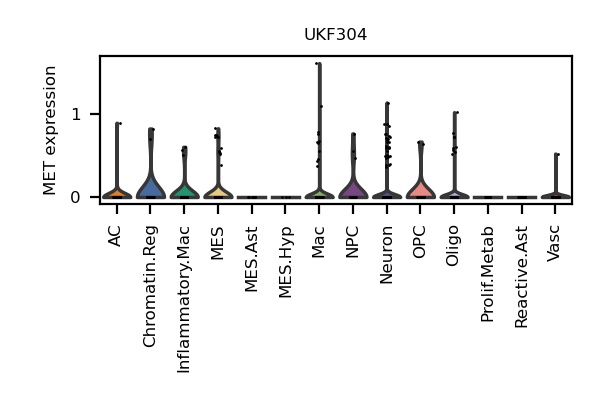 UKF304
MET expression
1
0
AC
Chromatin.Reg
Inflammatory.Mac
MES
MES.Ast
MES.Hyp
Mac
NPC
Neuron
OPC
Oligo
Prolif.Metab
Reactive.Ast
Vasc